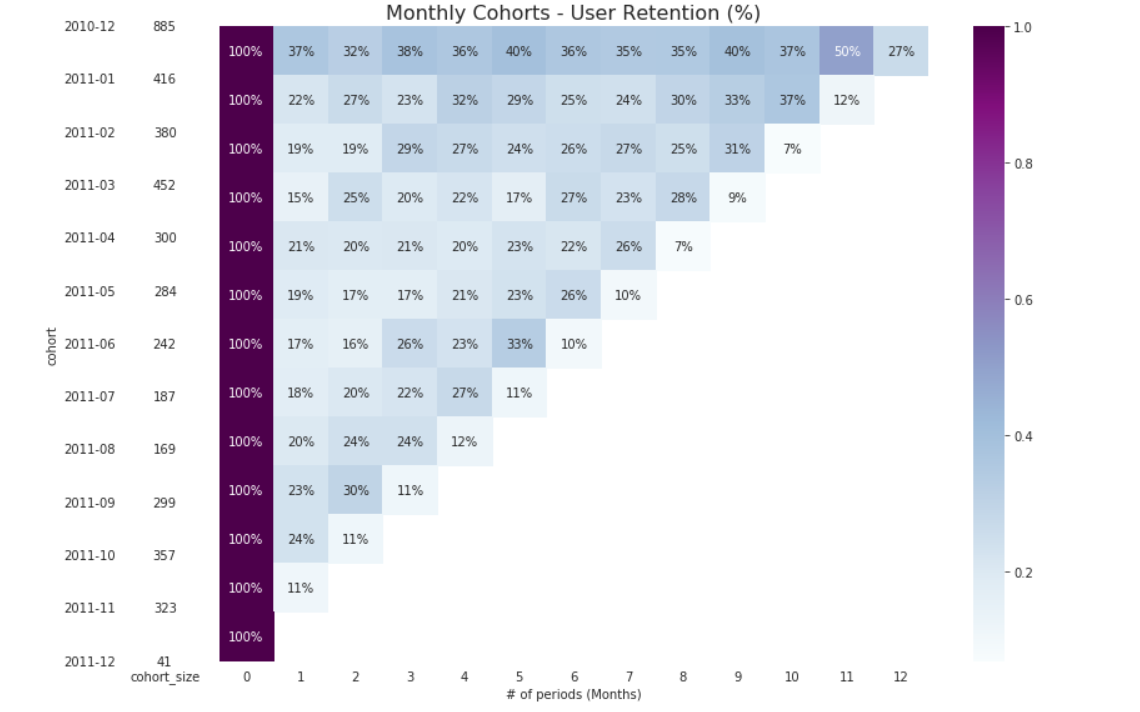 Monthly Cohorts - User Retention (%)
2010-12 885
100% 37% 32% 38% 36% 40% 36% 35% 35% 40% 37% 50% 27%
2011-01 416
100% 22% 27% 23% 32% 29% 25% 24% 30% 33% 37% 12%
2011-02 380
100% 19% 19% 29% 27% 24% 26% 27% 25% 31% 7%
2011-03 452
100% 15% 25% 20% 22% 17% 27% 23% 28% 9%
2011-04 300
100% 21% 20% 21% 20% 23% 22% 26% 7%
2011-05 284
100% 19% 17% 17% 21% 23% 26% 10%
cohort
2011-06 242
100% 17% 16% 26% 23% 33% 10%
2011-07 187
100% 18% 20% 22% 27% 11%
2011-08 169
100% 20% 24% 24% 12%
2011-09 299
100% 23% 30% 11%
2011-10 357
100% 24% 11%
2011-11 323
100% 11%
100%
2011-12 41
cohort_size 0 1 2 3 4 5 6 7 8 9 10 11 12
# of periods (Months)
1.0
0.8
0.6
0.4
0.2